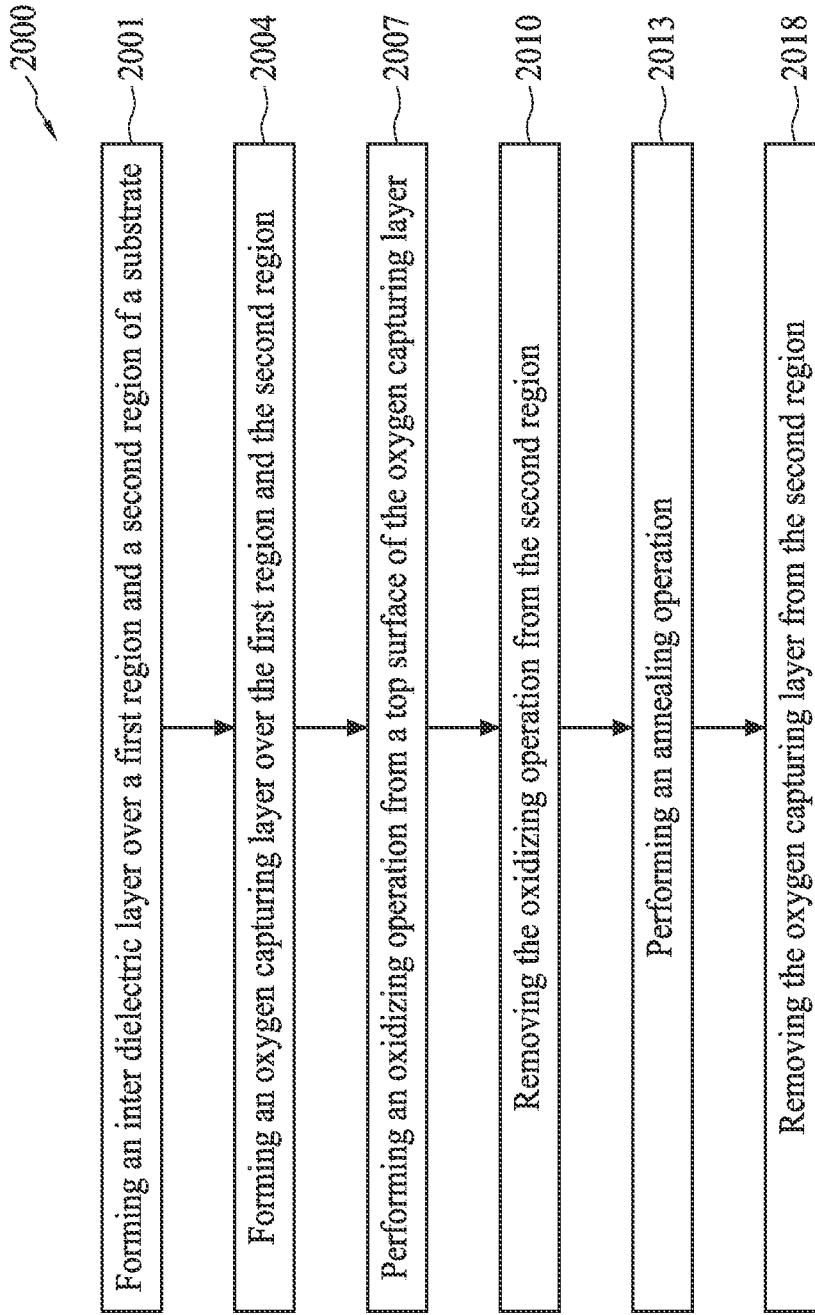 2000
Forming an inter dielectric layer over a first region and a second region of a substrate
2001
Forming an oxygen capturing layer over the first region and the second region
2004
Performing an oxidizing operation from a top surface of the oxygen capturing layer
2007
Removing the oxidizing operation from the second region
2010
Performing an annealing operation
2013
Removing the oxygen capturing layer from the second region
2018